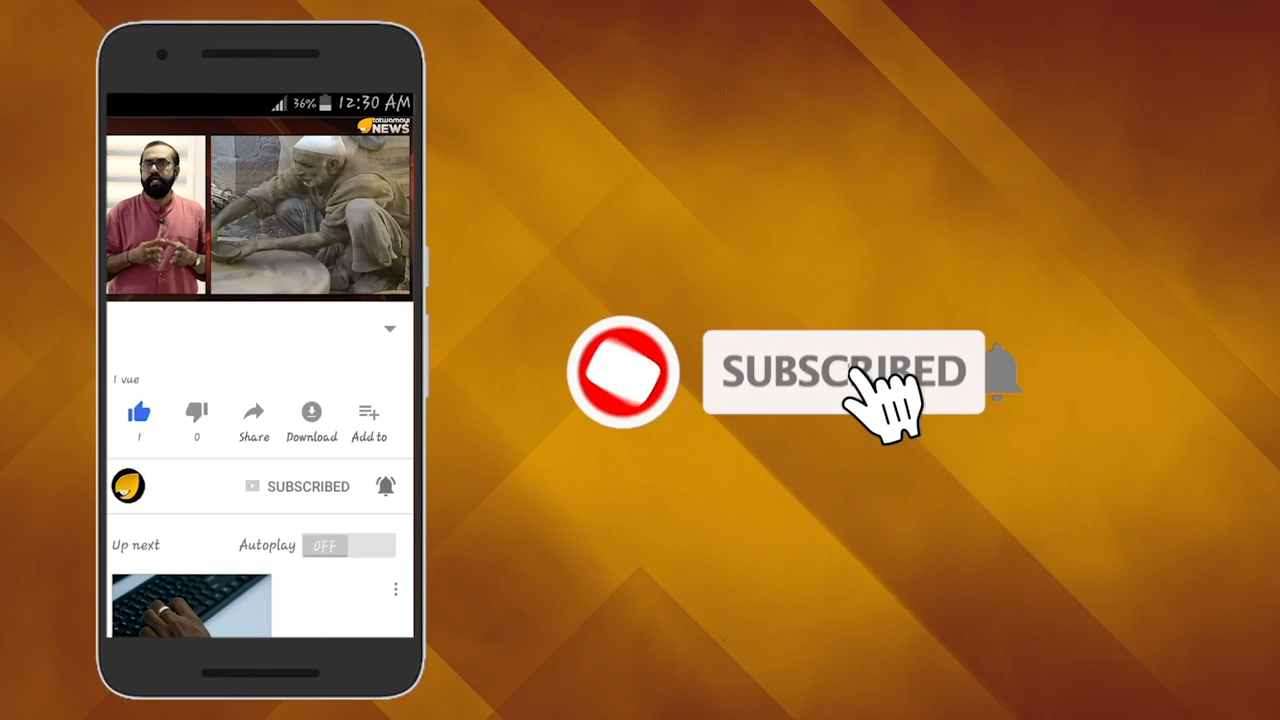 36% 12:30 AM
tatwamayi
NEWS
1 vue
1
0
Share
Download
Add to
SUBSCRIBED
Up next
Autoplay
OFF
SUBSCRIBED